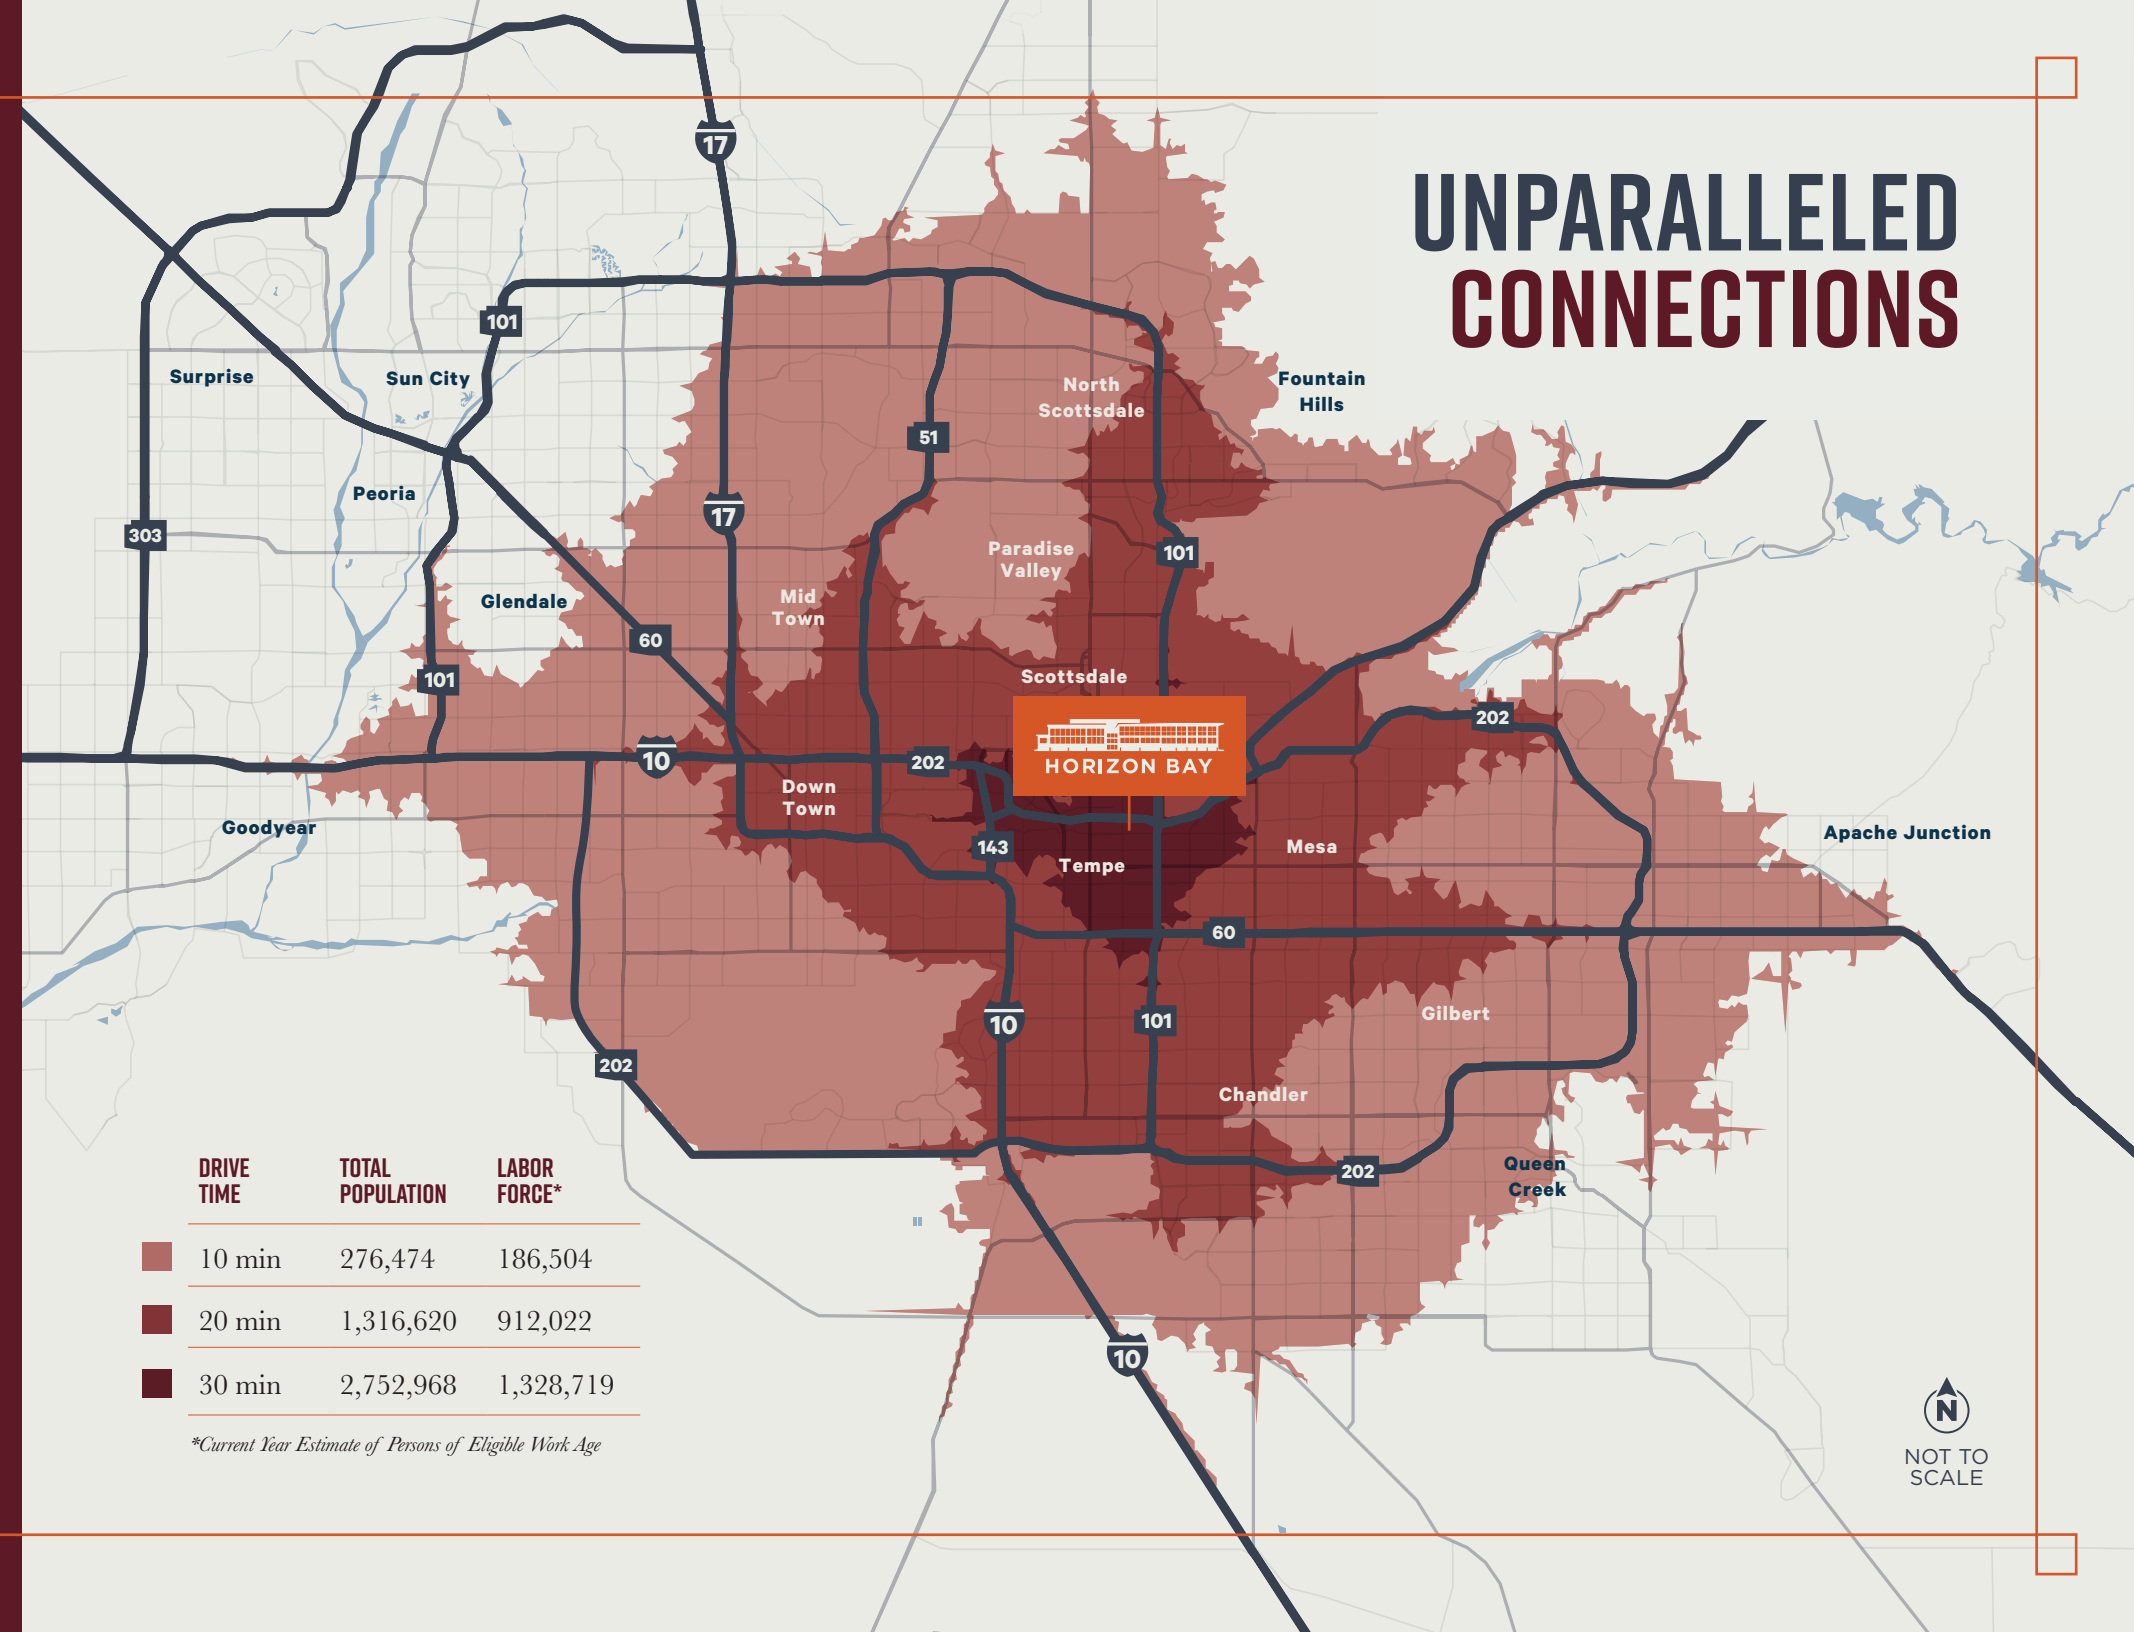 UNPARALLELED
CONNECTIONS
17
101
Surprise
Sun City
North
Scottsdale
Fountain
Hills
51
Peoria
17
303
101
Paradise
Valley
Glendale
Mid
Town
60
101
Scottsdale
202
10
202
HORIZON BAY
Down
Town
Goodyear
143
Tempe
Mesa
Apache Junction
60
10
101
Gilbert
202
Chandler
202
Queen
Creek
10
DRIVE
TIME
TOTAL
POPULATION
LABOR
FORCE*
10 min 276,474 186,504
20 min 1,316,620 912,022
30 min 2,752,968 1,328,719
*Current Year Estimate of Persons of Eligible Work Age
N
NOT TO
SCALE